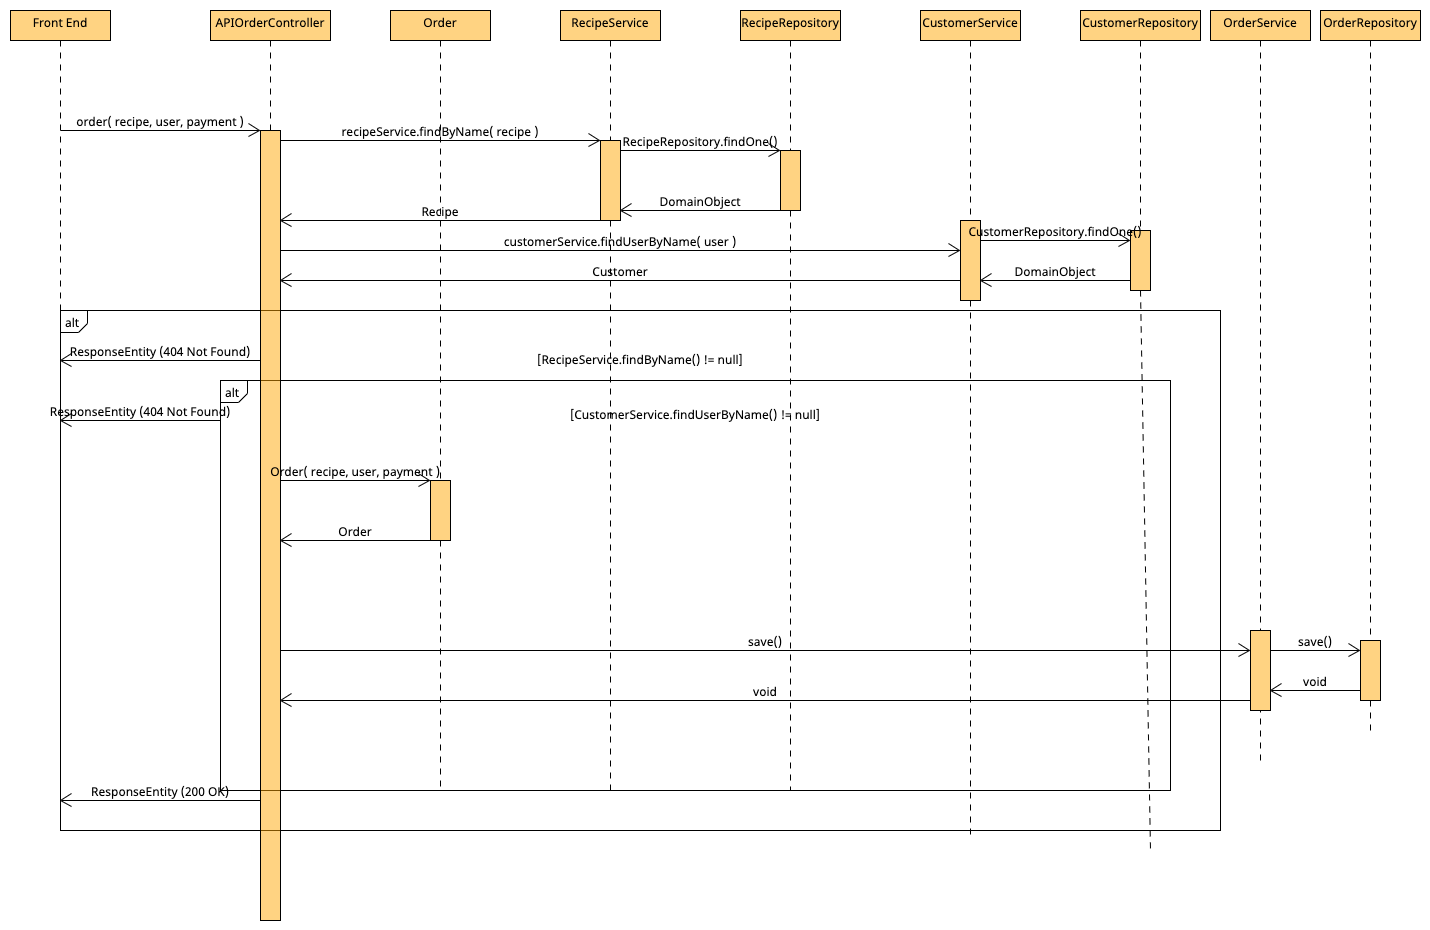 Front End
APIOrderController
Order
RecipeService
RecipeRepository
CustomerService
CustomerRepository
OrderService
OrderRepository
order( recipe, user, payment )
recipeService.findByName( recipe )
RecipeRepository.findOne()
DomainObject
Recipe
CustomerRepository.findOne()
customerService.findUserByName( user )
Customer
DomainObject
alt
ResponseEntity (404 Not Found)
[RecipeService.findByName() != null]
alt
ResponseEntity (404 Not Found)
[CustomerService.findUserByName() != null]
Order( recipe, user, payment )
Order
save()
save()
void
void
ResponseEntity (200 OK)